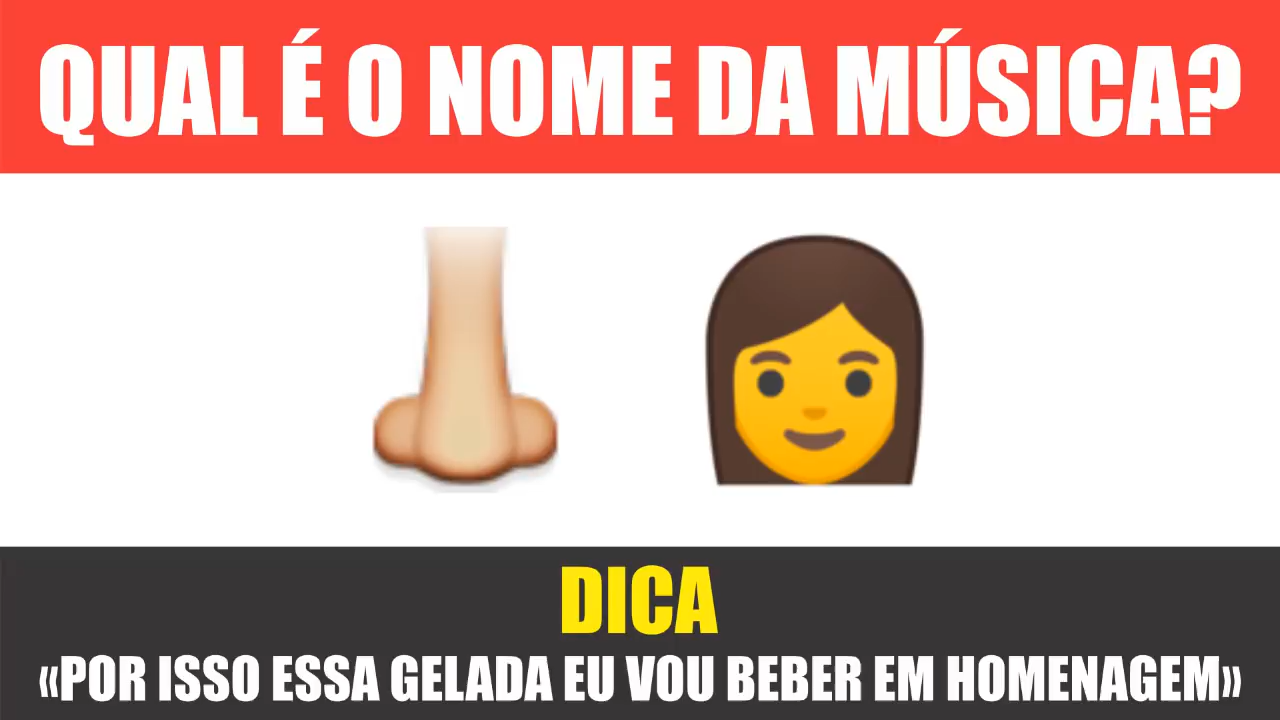 QUAL É O NOME DA MÚSICA?
DICA
«POR ISSO ESSA GELADA EU VOU BEBER EM HOMENAGEM»